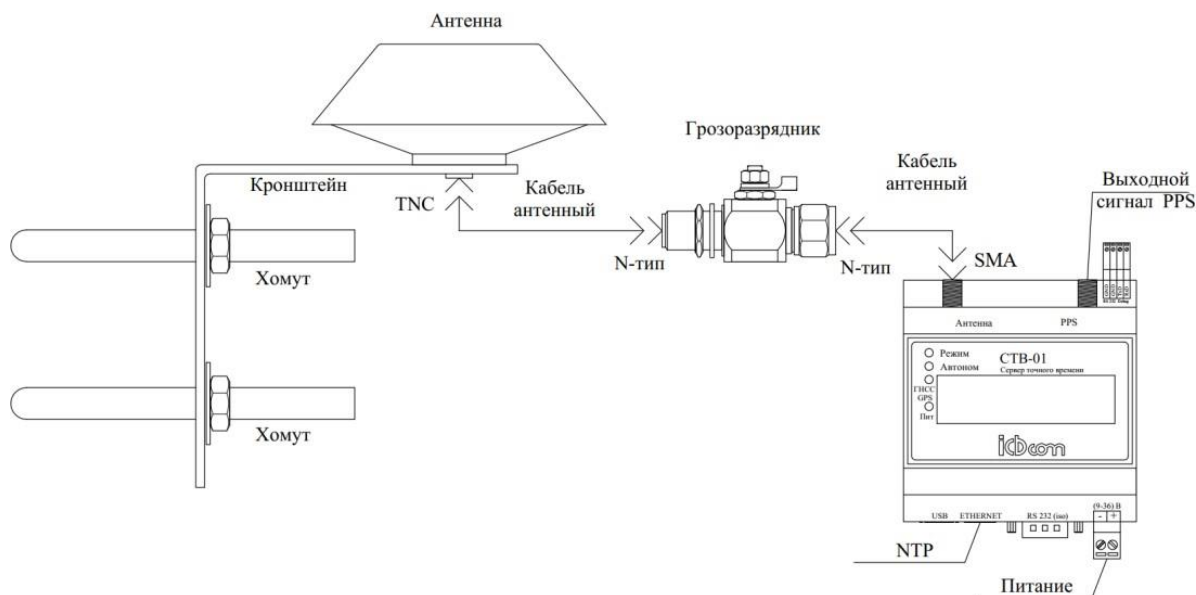 Антенна
Грозоразрядник
Кабель
антенный
Выходной
сигнал PPS
Кронштейн
TNC
Кабель
антенный
N-тип
N-тип
SMA
Хомут
Антенна
PPS
Режим
СТВ-01
Автоном
Сервер точного времени
ГНСС
GPS
Пит
Хомут
icbcom
(9-36) В
USB
ETHERNET
RS 232 (iso)
- +
NTP
Питание